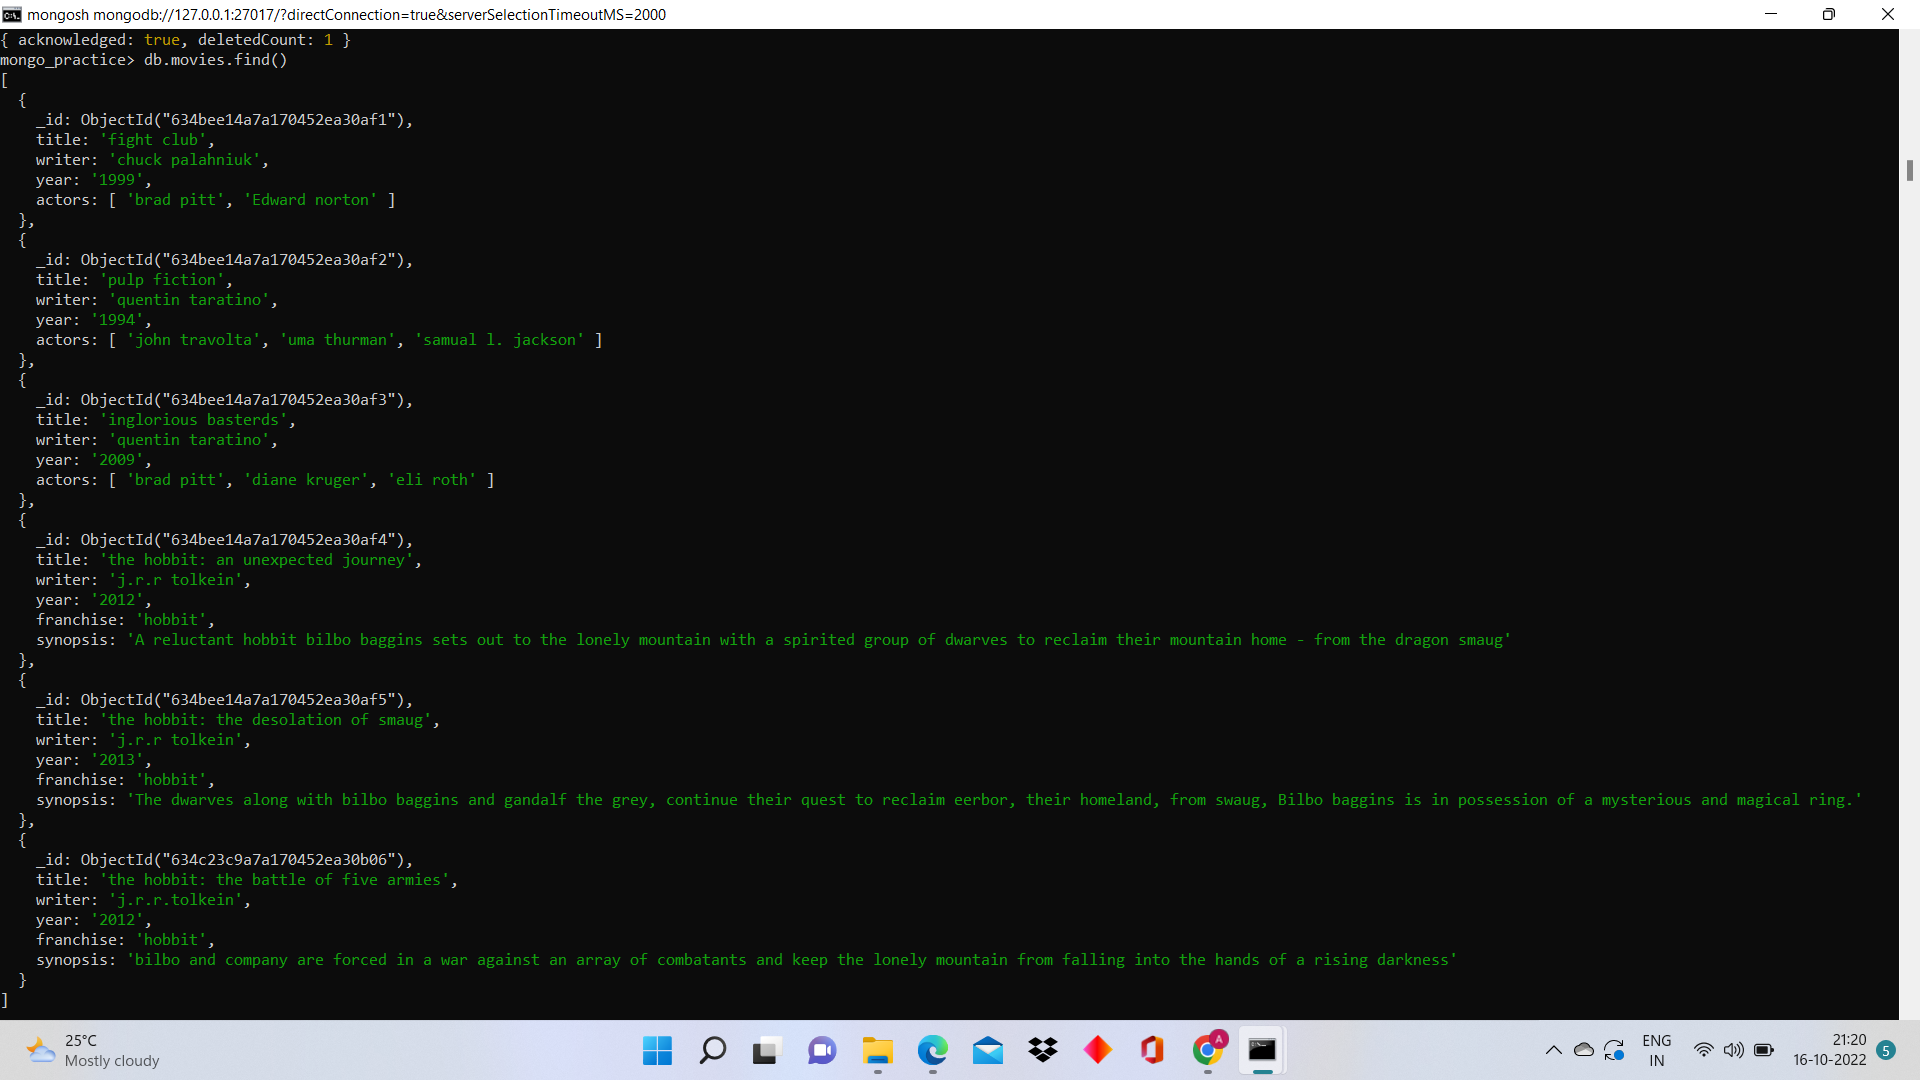 mongosh mongodb://127.0.0.1:27017/?directConnection=true&serverSelectionTimeoutMS=2000
{ acknowledged: true, deletedCount: 1 }
mongo_practice> db.movies.find()
[
  {
    _id: ObjectId("634bee14a7a170452ea30af1"),
    title: 'fight club',
    writer: 'chuck palahniuk',
    year: '1999',
    actors: [ 'brad pitt', 'Edward norton' ]
  },
  {
    _id: ObjectId("634bee14a7a170452ea30af2"),
    title: 'pulp fiction',
    writer: 'quentin taratino',
    year: '1994',
    actors: [ 'john travolta', 'uma thurman', 'samual l. jackson' ]
  },
  {
    _id: ObjectId("634bee14a7a170452ea30af3"),
    title: 'inglorious basterds',
    writer: 'quentin taratino',
    year: '2009',
    actors: [ 'brad pitt', 'diane kruger', 'eli roth' ]
  },
  {
    _id: ObjectId("634bee14a7a170452ea30af4"),
    title: 'the hobbit: an unexpected journey',
    writer: 'j.r.r tolkein',
    year: '2012',
    franchise: 'hobbit',
    synopsis: 'A reluctant hobbit bilbo baggins sets out to the lonely mountain with a spirited group of dwarves to reclaim their mountain home - from the dragon smaug'
  },
  {
    _id: ObjectId("634bee14a7a170452ea30af5"),
    title: 'the hobbit: the desolation of smaug',
    writer: 'j.r.r tolkein',
    year: '2013',
    franchise: 'hobbit',
    synopsis: 'The dwarves along with bilbo baggins and gandalf the grey, continue their quest to reclaim eerbor, their homeland, from swaug, Bilbo baggins is in possession of a mysterious and magical ring.'
  },
  {
    _id: ObjectId("634c23c9a7a170452ea30b06"),
    title: 'the hobbit: the battle of five armies',
    writer: 'j.r.r.tolkein',
    year: '2012',
    franchise: 'hobbit',
    synopsis: 'bilbo and company are forced in a war against an array of combatants and keep the lonely mountain from falling into the hands of a rising darkness'
  }
]
25°C
Mostly cloudy
A
ENG
IN
21:20
16-10-2022
5